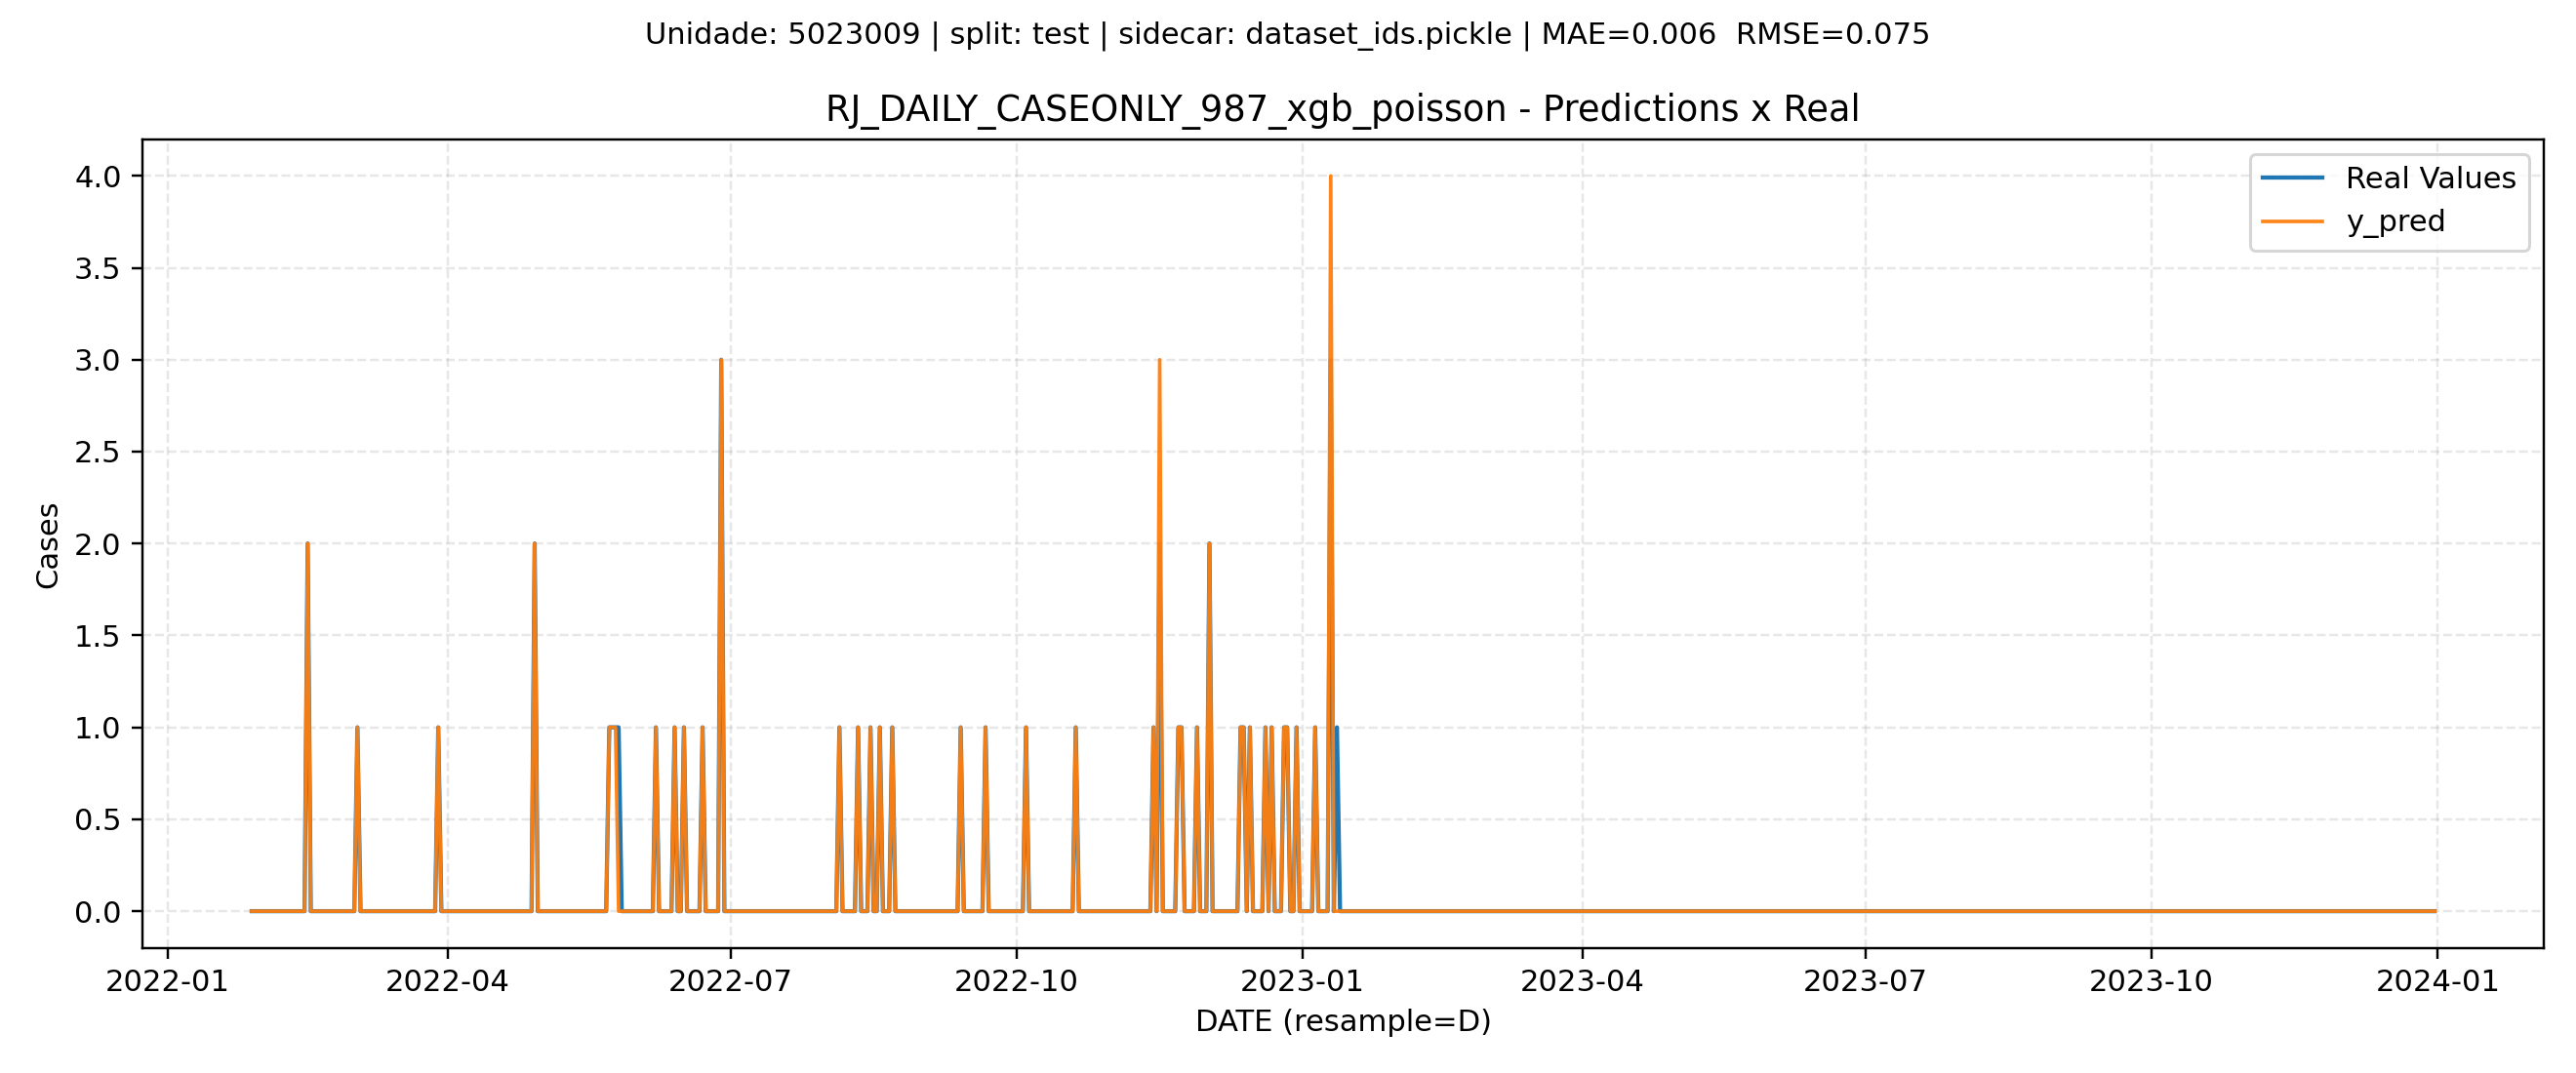 Unidade: 5023009 | split: test | sidecar: dataset_ids.pickle | MAE=0.006  RMSE=0.075
RJ_DAILY_CASEONLY_987_xgb_poisson - Predictions x Real
Real Values
y_pred
4.0
3.5
3.0
2.5
2.0
1.5
1.0
0.5
0.0
Cases
2022-01 2022-04 2022-07 2022-10 2023-01 2023-04 2023-07 2023-10 2024-01
DATE (resample=D)